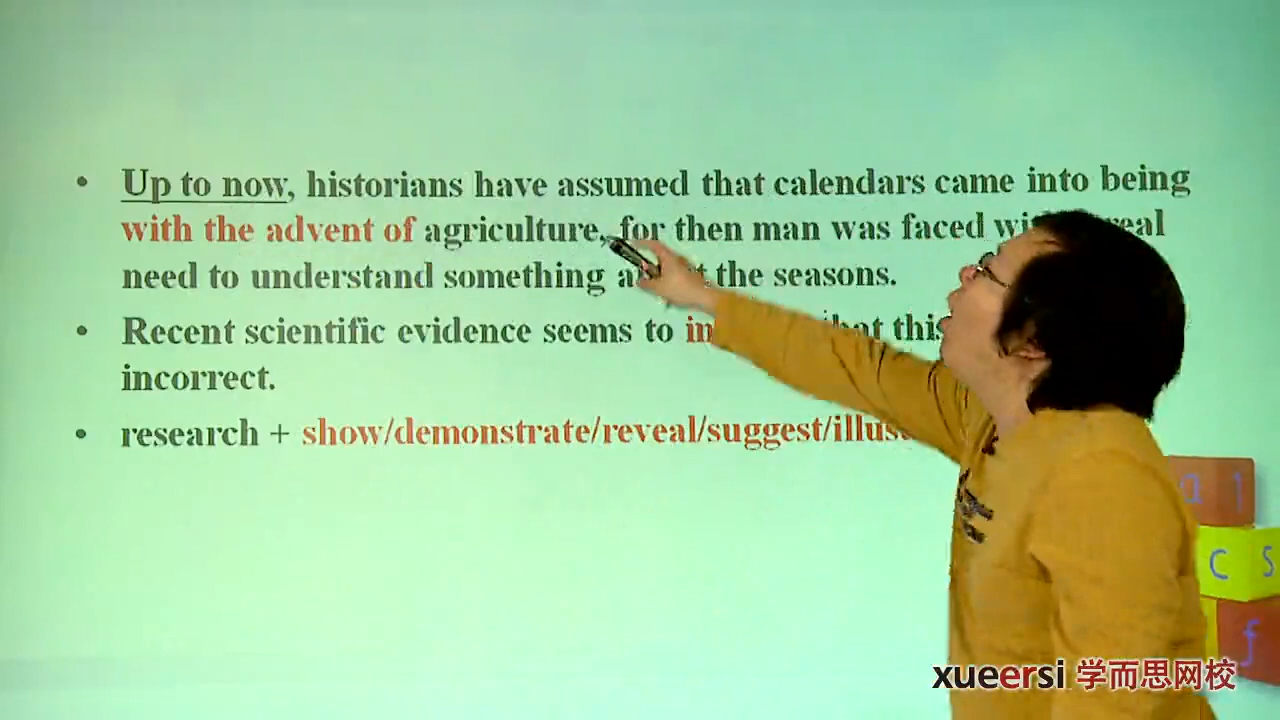 • Up to now, historians have assumed that calendars came into being
with the advent of agriculture, for then man was faced real
need to understand something the seasons.
• Recent scientific evidence seems to that this
incorrect.
• research + show/demonstrate/reveal/suggest/
a
c s
f
xueersi 学而思网校